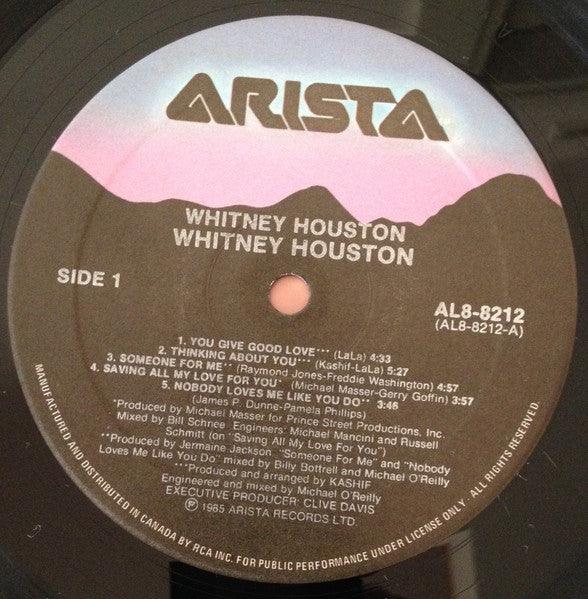 ARISTA
WHITNEY HOUSTON
WHITNEY HOUSTON
SIDE 1
AL8-8212
(AL8-8212-A)
1. YOU GIVE GOOD LOVE*** (LaLa) 4:33
2. THINKING ABOUT YOU*** (Kashif-LaLa) 5:27
3. SOMEONE FOR ME** (Raymond Jones-Freddie Washington) 4:57
4. SAVING ALL MY LOVE FOR YOU* (Michael Masser-Gerry Goffin) 3:57
5. NOBODY LOVES ME LIKE YOU DO** 3:46
(James P. Dunne-Pamela Phillips)
*Produced by Michael Masser for Prince Street Productions, Inc.
Mixed by Bill Schnee Engineers: Michael Mancini and Russell
Schmitt (on "Saving All My Love For You")
**Produced by Jermaine Jackson "Someone For Me" and "Nobody
Loves Me Like You Do" mixed by Billy Bottrell and Michael O'Reilly
***Produced and arranged by KASHIF
Engineered and mixed by Michael O'Reilly
EXECUTIVE PRODUCER: CLIVE DAVIS
℗ 1985 ARISTA RECORDS LTD.
MANUFACTURED AND DISTRIBUTED IN CANADA BY RCA INC. FOR PUBLIC PERFORMANCE UNDER LICENSE ONLY. ALL RIGHTS RESERVED.